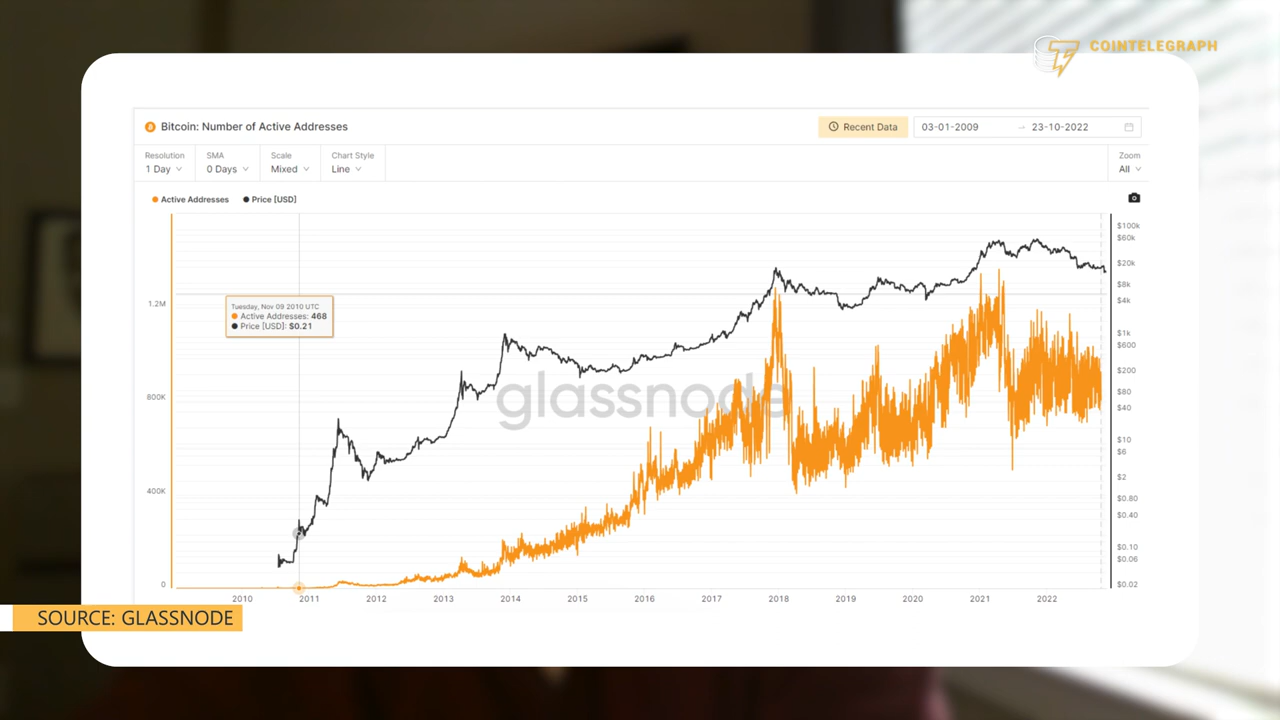 COINTELEGRAPH
Bitcoin: Number of Active Addresses
Recent Data
03-01-2009 → 23-10-2022
Resolution
1 Day
SMA
0 Days
Scale
Mixed
Chart Style
Line
Zoom
All
Active Addresses
Price [USD]
$100k
$60k
$20k
$8k
$4k
$1k
$600
$200
$80
$40
$10
$6
$2
$0.80
$0.40
$0.10
$0.06
$0.02
1.2M
800K
400K
0
Tuesday, Nov 09 2010 UTC
Active Addresses: 468
Price [USD]: $0.21
glassnode
2010 2011 2012 2013 2014 2015 2016 2017 2018 2019 2020 2021 2022
SOURCE: GLASSNODE